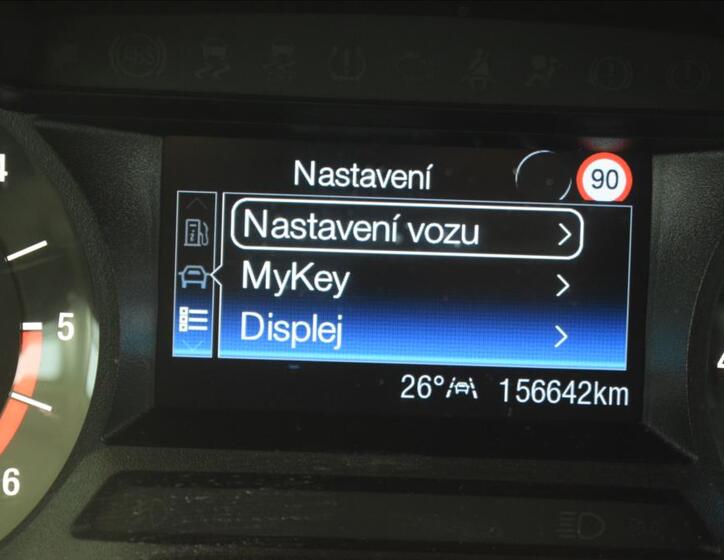 Nastavení
90
Nastavení vozu
MyKey
Displej
26° 156642km
4
5
6